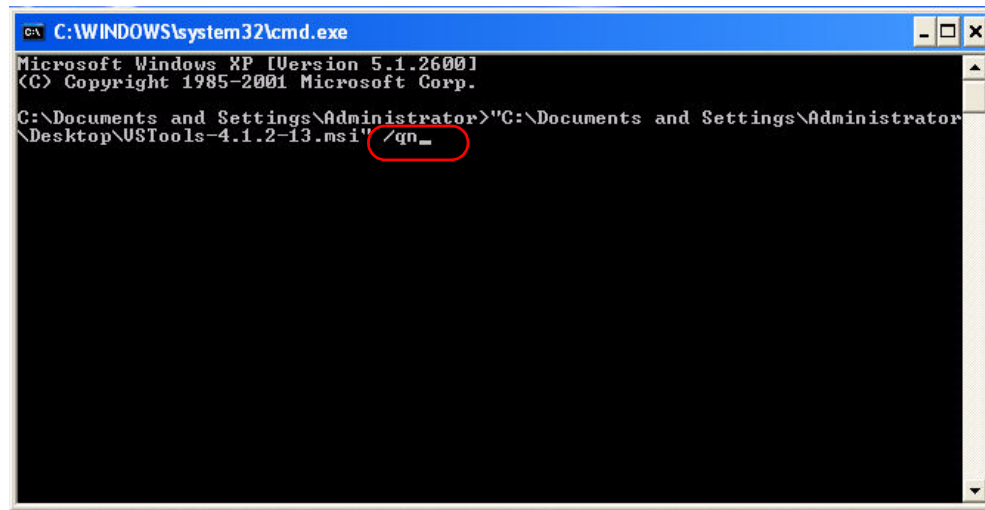 C:\WINDOWS\system32\cmd.exe
Microsoft Windows XP [Version 5.1.2600]
(C) Copyright 1985-2001 Microsoft Corp.
C:\Documents and Settings\Administrator>"C:\Documents and Settings\Administrator
\Desktop\VSTools-4.1.2-13.msi" /qn_